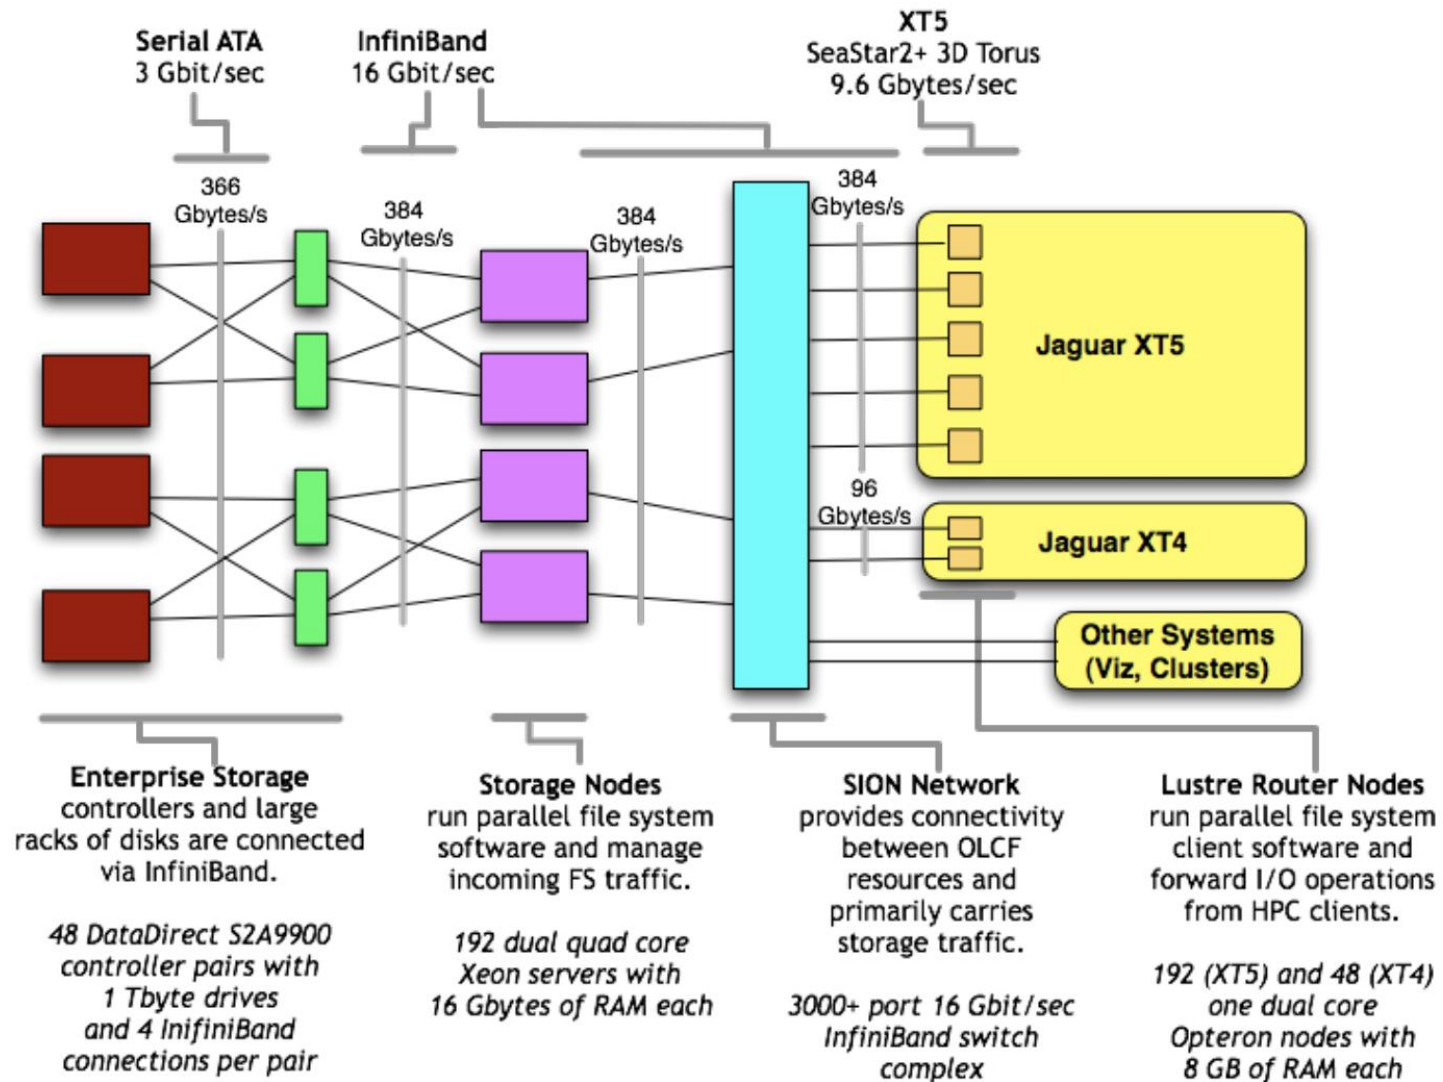 Serial ATA
3 Gbit/sec
InfiniBand
16 Gbit/sec
XT5
SeaStar2+ 3D Torus
9.6 Gbytes/sec
366
Gbytes/s
384
Gbytes/s
384
Gbytes/s
384
Gbytes/s
Jaguar XT5
96
Gbytes/s
Jaguar XT4
Other Systems
(Viz, Clusters)
Enterprise Storage
controllers and large
racks of disks are connected
via InfiniBand.
48 DataDirect S2A9900
controller pairs with
1 Tbyte drives
and 4 InifiniBand
connections per pair
Storage Nodes
run parallel file system
software and manage
incoming FS traffic.
192 dual quad core
Xeon servers with
16 Gbytes of RAM each
SION Network
provides connectivity
between OLCF
resources and
primarily carries
storage traffic.
3000+ port 16 Gbit/sec
InfiniBand switch
complex
Lustre Router Nodes
run parallel file system
client software and
forward I/O operations
from HPC clients.
192 (XT5) and 48 (XT4)
one dual core
Opteron nodes with
8 GB of RAM each